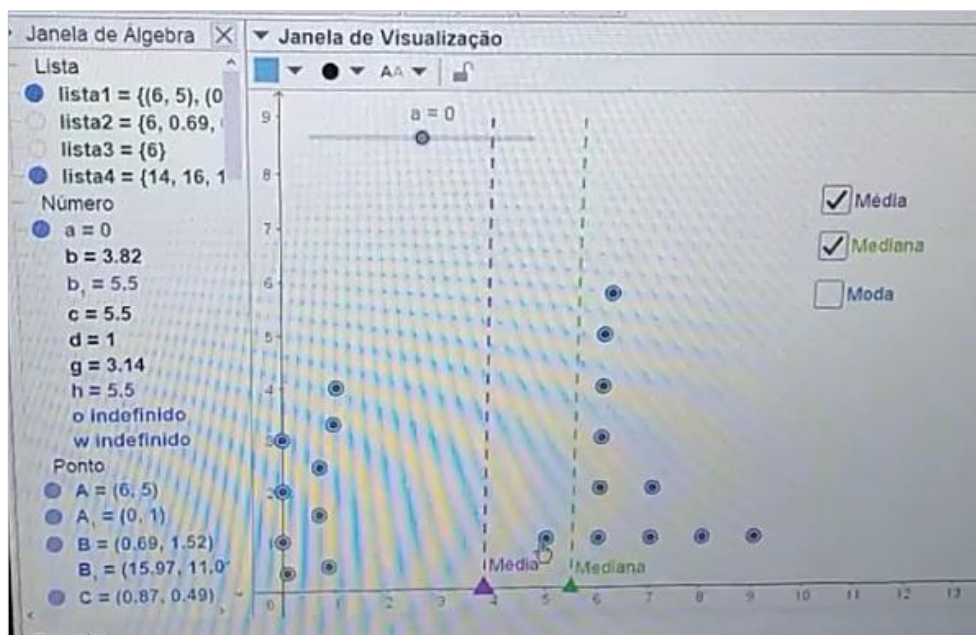 Janela de Álgebra
Lista
lista1 = {(6, 5), (0
lista2 = {6, 0.69,
lista3 = {6}
lista4 = {14, 16, 1
Número
a = 0
b = 3.82
b₁ = 5.5
c = 5.5
d = 1
g = 3.14
h = 5.5
o indefinido
w indefinido
Ponto
A = (6, 5)
A₁ = (0, 1)
B = (0.69, 1.52)
B₁ = (15.97, 11.0
C = (0.87, 0.49)
Janela de Visualização
AA
a = 0
Média
Mediana
Moda
9
8
7
6
5
4
3
2
1
Média
Mediana
0 1 2 3 4 5 6 7 8 9 10 11 12 13